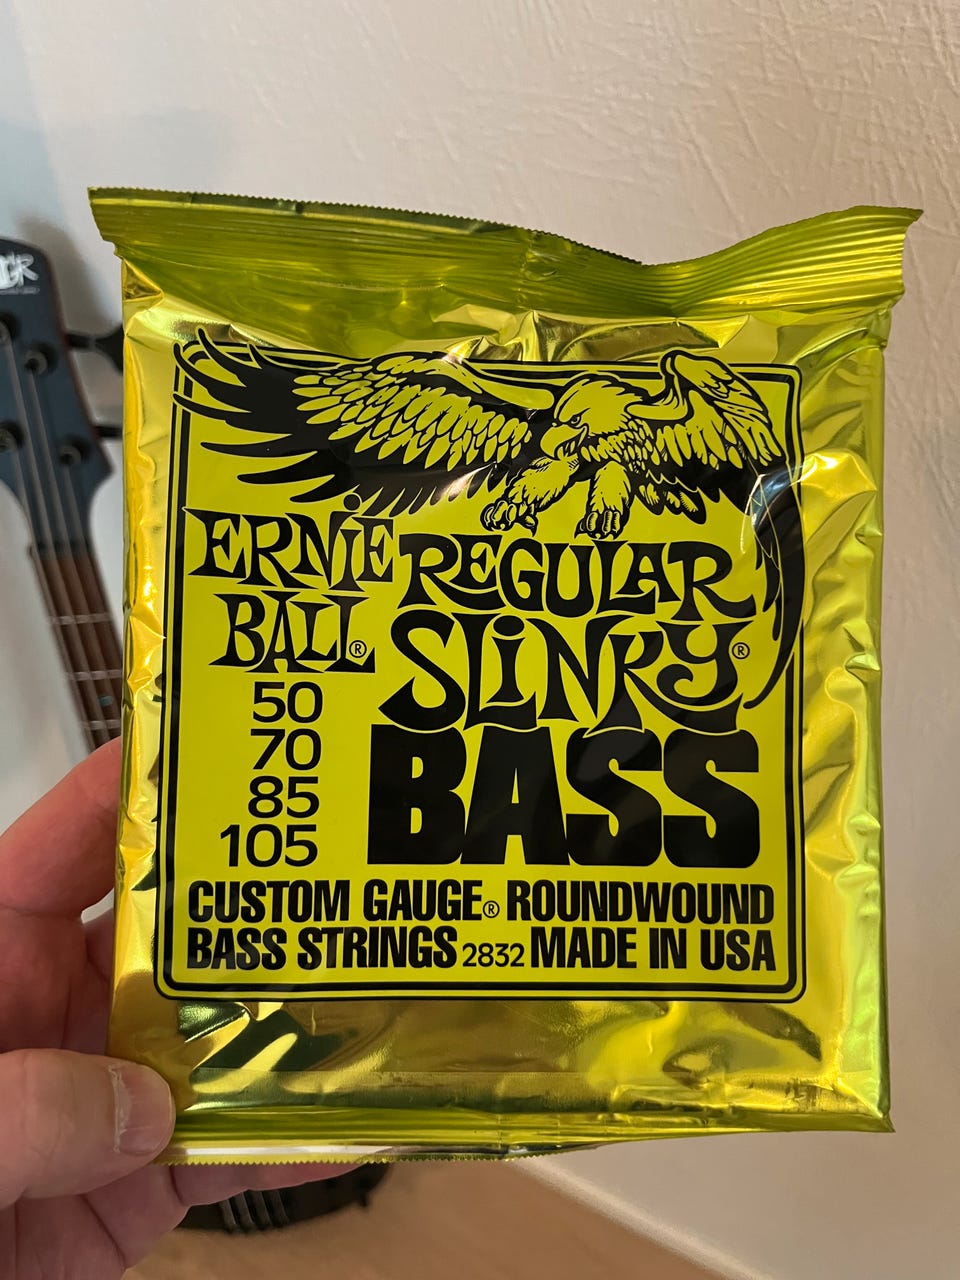 ERNiE
BALL®
REGULAR
SLiNKY®
50
70
85
105
BASS
CUSTOM GAUGE® ROUNDWOUND
BASS STRINGS 2832 MADE IN USA